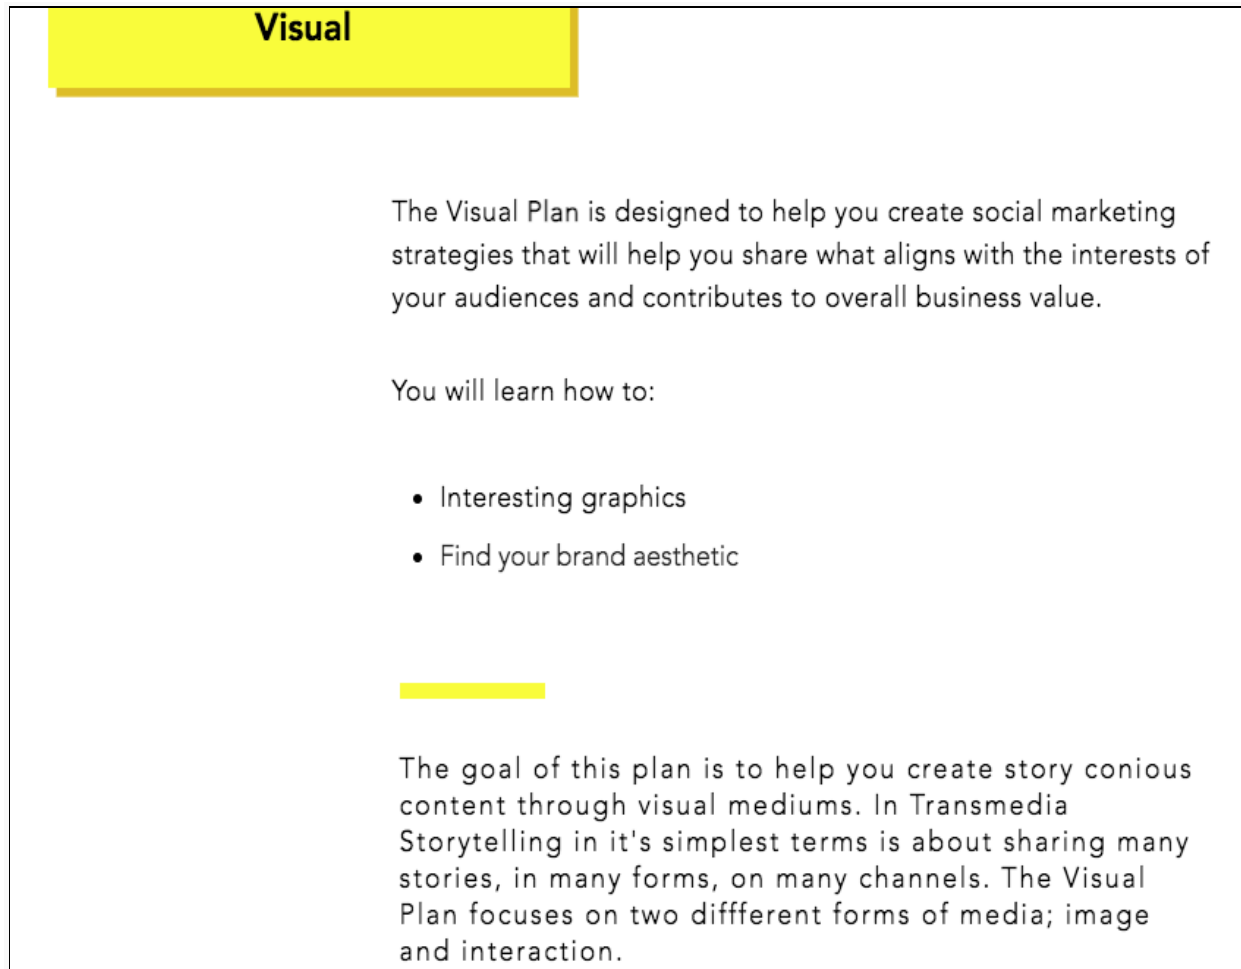 Visual
The Visual Plan is designed to help you create social marketing
strategies that will help you share what aligns with the interests of
your audiences and contributes to overall business value.
You will learn how to:
• Interesting graphics
• Find your brand aesthetic
The goal of this plan is to help you create story conious
content through visual mediums. In Transmedia
Storytelling in it's simplest terms is about sharing many
stories, in many forms, on many channels. The Visual
Plan focuses on two diffferent forms of media; image
and interaction.